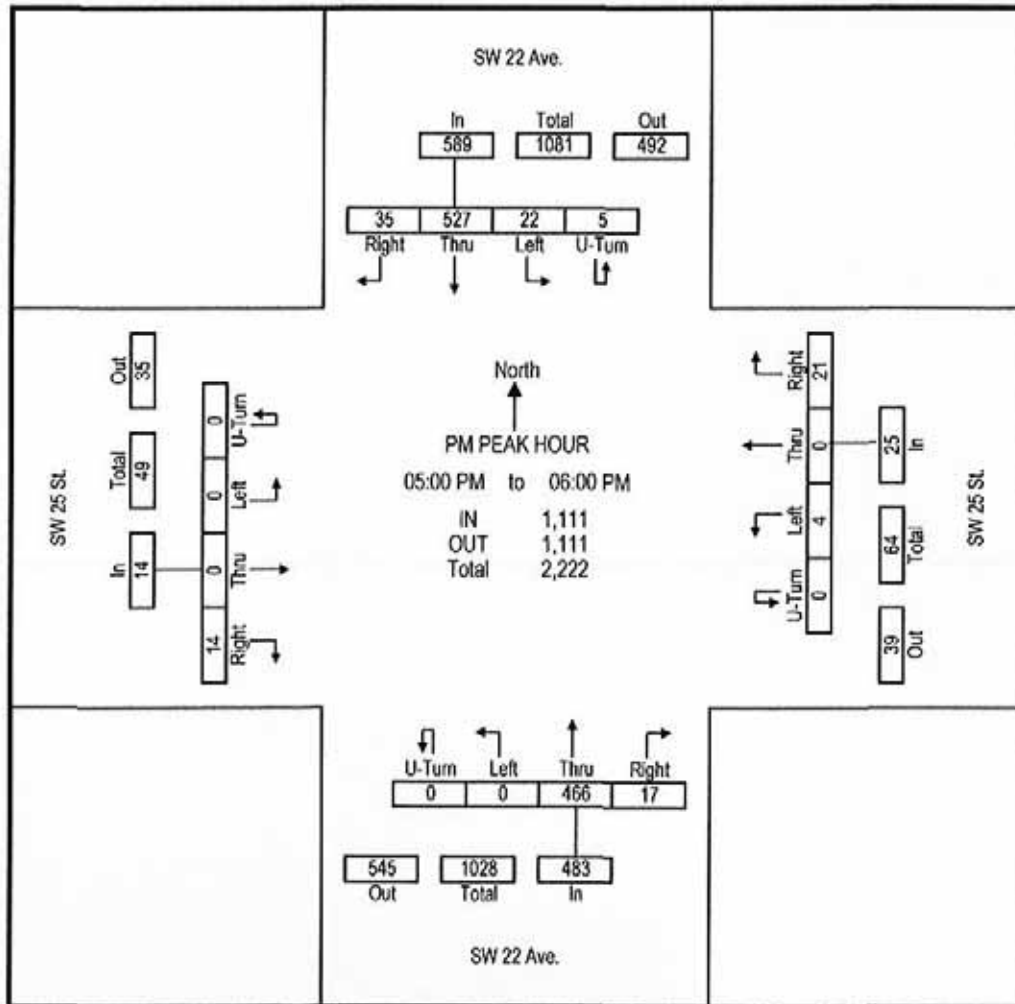 SW 22 Ave.
In Total Out
589 1081 492
35 527 22 5
Right Thru Left U-Turn
SW 25 St.
Out 35
Total 49
In 14
0 U-Turn
0 Left
0 Thru
14 Right
North
PM PEAK HOUR
05:00 PM to 06:00 PM
IN 1,111
OUT 1,111
Total 2,222
Right 21
Thru 0
Left 4
U-Turn 0
25 In
64 Total
39 Out
SW 25 St.
U-Turn Left Thru Right
0 0 466 17
545 1028 483
Out Total In
SW 22 Ave.